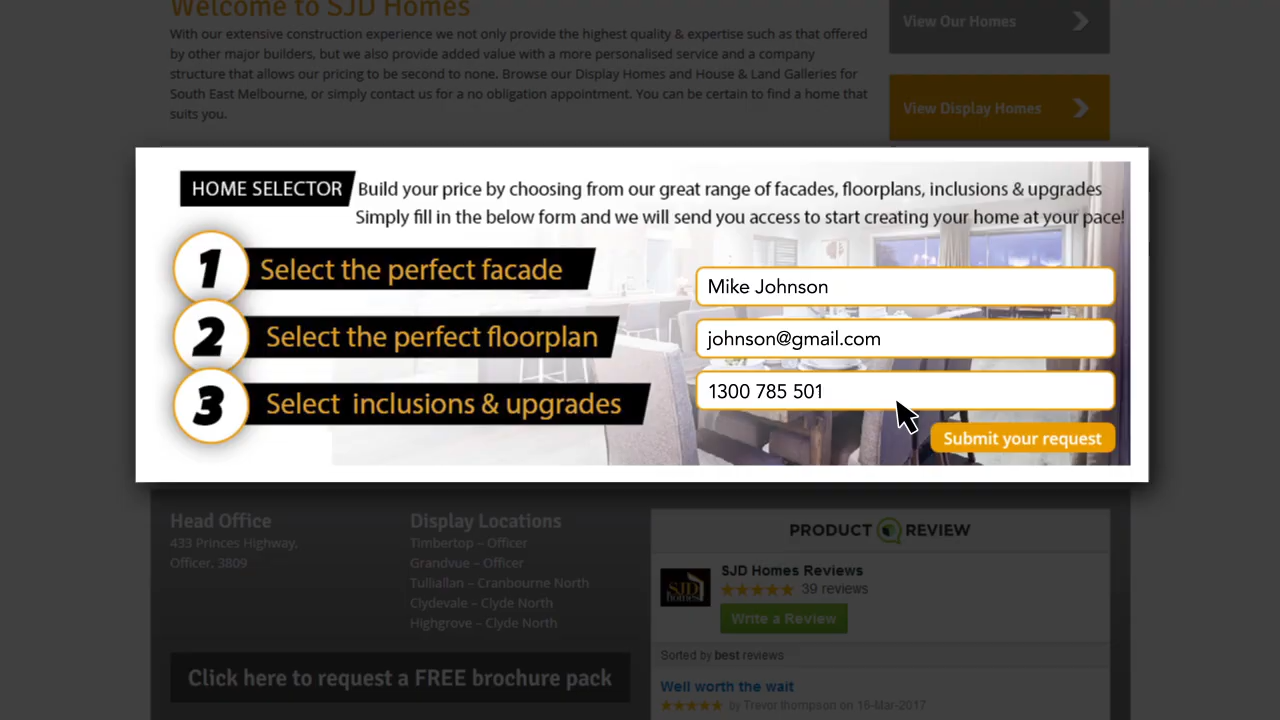 Welcome to SJD Homes
With our extensive construction experience we not only provide the highest quality & expertise such as that offered
by other major builders, but we also provide added value with a more personalised service and a company
structure that allows our pricing to be second to none. Browse our Display Homes and House & Land Galleries for
South East Melbourne, or simply contact us for a no obligation appointment. You can be certain to find a home that
suits you.
View Our Homes
View Display Homes
HOME SELECTOR Build your price by choosing from our great range of facades, floorplans, inclusions & upgrades
Simply fill in the below form and we will send you access to start creating your home at your pace!
1 Select the perfect facade
2 Select the perfect floorplan
3 Select inclusions & upgrades
Mike Johnson
johnson@gmail.com
1300 785 501
Submit your request
Head Office
433 Princes Highway,
Officer, 3809
Display Locations
Timbertop – Officer
Grandvue – Officer
Tulliallan – Cranbourne North
Clydevale – Clyde North
Highgrove – Clyde North
Click here to request a FREE brochure pack
PRODUCT REVIEW
SJD homes
SJD Homes Reviews
39 reviews
Write a Review
Sorted by best reviews
Well worth the wait
by Trevor thompson on 16-Mar-2017